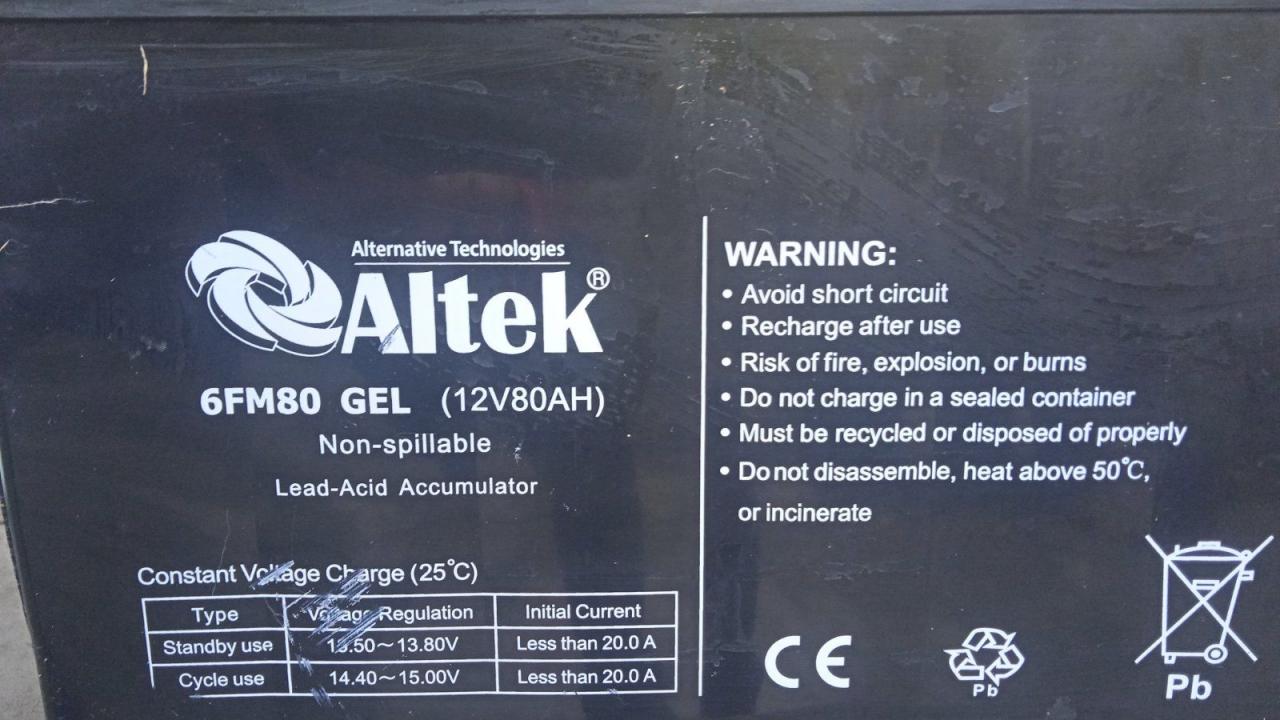 Alternative Technologies
Altek®
6FM80 GEL (12V80AH)
Non-spillable
Lead-Acid Accumulator
Constant Voltage Charge (25°C)
Type Voltage Regulation Initial Current
Standby use 13.50~13.80V Less than 20.0 A
Cycle use 14.40~15.00V Less than 20.0 A
WARNING:
• Avoid short circuit
• Recharge after use
• Risk of fire, explosion, or burns
• Do not charge in a sealed container
• Must be recycled or disposed of properly
• Do not disassemble, heat above 50°C,
or incinerate
CE
Pb
Pb